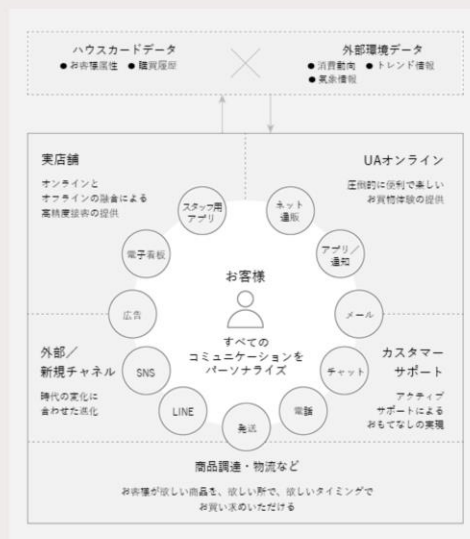 ハウスカードデータ
● お客様属性 ● 購買履歴
外部環境データ
● 消費動向 ● トレンド情報
● 気象情報
実店舗
オンラインと
オフラインの融合による
高精度接客の提供
UAオンライン
圧倒的に便利で楽しい
お買物体験の提供
スタッフ用
アプリ
ネット
通販
電子看板
アプリ／
通知
広告
メール
お客様
すべての
コミュニケーションを
パーソナライズ
外部／
新規チャネル
時代の変化に
合わせた進化
SNS
チャット
カスタマー
サポート
アクティブ
サポートによる
おもてなしの実現
LINE
電話
発送
商品調達・物流など
お客様が欲しい商品を、欲しい所で、欲しいタイミングで
お買い求めいただける